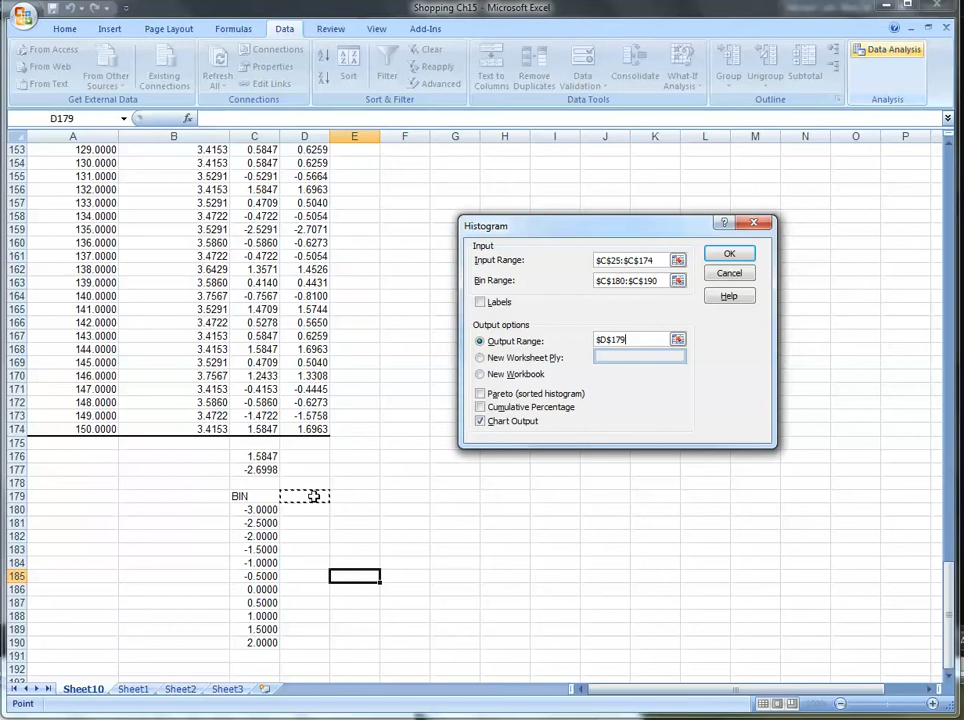 Shopping Ch15 - Microsoft Excel
Home Insert Page Layout Formulas Data Review View Add-Ins
From Access
From Web
From Text
From Other Sources
Existing Connections
Get External Data
Refresh All
Connections
Properties
Edit Links
Connections
Sort
Filter
Clear
Reapply
Advanced
Sort & Filter
Text to Columns
Remove Duplicates
Data Validation
Consolidate
What-If Analysis
Data Tools
Group
Ungroup
Subtotal
Outline
Data Analysis
Analysis
D179 fx
A B C D E F G H I J K L M N O P
153 129.0000 3.4153 0.5847 0.6259
154 130.0000 3.4153 0.5847 0.6259
155 131.0000 3.5291 -0.5291 -0.5664
156 132.0000 3.4153 1.5847 1.6963
157 133.0000 3.5291 0.4709 0.5040
158 134.0000 3.4722 -0.4722 -0.5054
159 135.0000 3.5291 -2.5291 -2.7071
160 136.0000 3.5860 -0.5860 -0.6273
161 137.0000 3.5860 -0.5860 -0.6273
162 138.0000 3.6429 1.3571 1.4526
163 139.0000 3.5860 0.4140 0.4431
164 140.0000 3.7567 -0.7567 -0.8100
165 141.0000 3.5291 1.4709 1.5744
166 142.0000 3.4722 0.5278 0.5650
167 143.0000 3.4153 0.5847 0.6259
168 144.0000 3.4153 1.5847 1.6963
169 145.0000 3.5291 0.4709 0.5040
170 146.0000 3.7567 1.2433 1.3308
171 147.0000 3.4153 -0.4153 -0.4445
172 148.0000 3.5860 -0.5860 -0.6273
173 149.0000 3.4722 -1.4722 -1.5758
174 150.0000 3.4153 1.5847 1.6963
175
176 1.5847
177 -2.6998
178
179 BIN
180 -3.0000
181 -2.5000
182 -2.0000
183 -1.5000
184 -1.0000
185 -0.5000
186 0.0000
187 0.5000
188 1.0000
189 1.5000
190 2.0000
191
192
Histogram
Input
Input Range: $C$25:$C$174
Bin Range: $C$180:$C$190
Labels
Output options
Output Range: $D$179
New Worksheet Ply:
New Workbook
Pareto (sorted histogram)
Cumulative Percentage
Chart Output
OK
Cancel
Help
Sheet10 Sheet1 Sheet2 Sheet3
Point